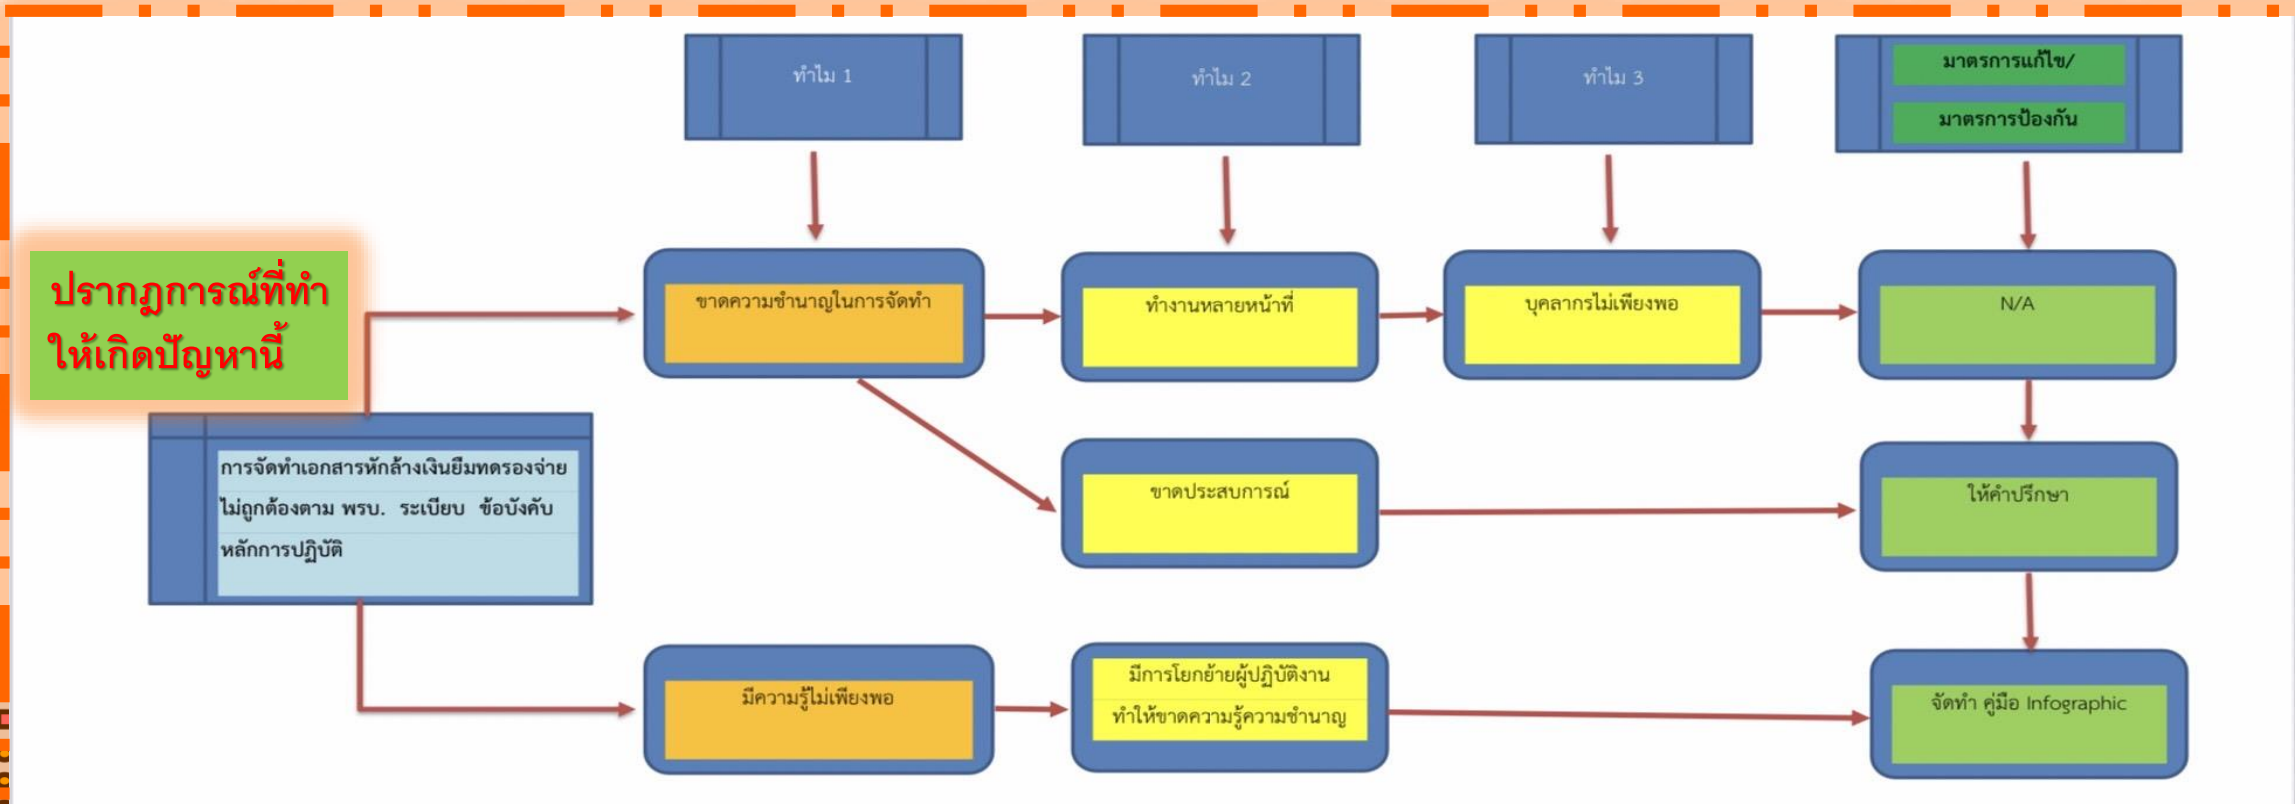 ทำไม 1
ทำไม 2
ทำไม 3
มาตรการแก้ไข/
มาตรการป้องกัน
ปรากฏการณ์ที่ทำ
ให้เกิดปัญหานี้
ขาดความชำนาญในการจัดทำ
ทำงานหลายหน้าที่
บุคลากรไม่เพียงพอ
N/A
การจัดทำเอกสารหักล้างเงินยืมทดรองจ่าย
ไม่ถูกต้องตาม พรบ. ระเบียบ ข้อบังคับ
หลักการปฏิบัติ
ขาดประสบการณ์
ให้คำปรึกษา
มีความรู้ไม่เพียงพอ
มีการโยกย้ายผู้ปฏิบัติงาน
ทำให้ขาดความรู้ความชำนาญ
จัดทำ คู่มือ Infographic